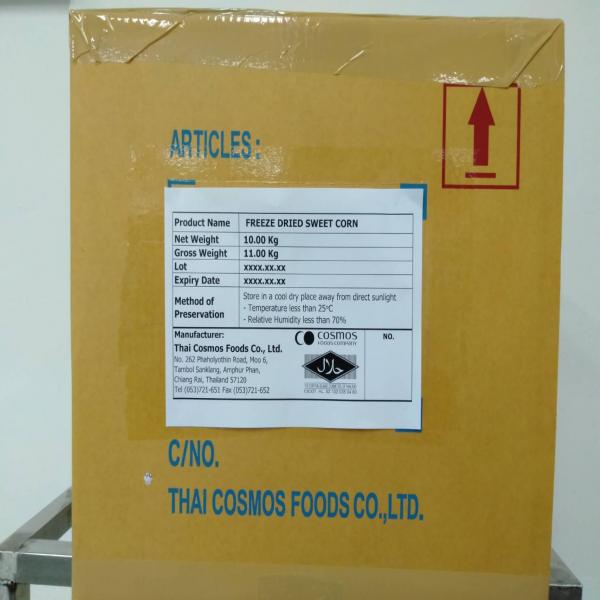 ARTICLES :
Product Name FREEZE DRIED SWEET CORN
Net Weight 10.00 Kg
Gross Weight 11.00 Kg
Lot xxxx.xx.xx
Expiry Date xxxx.xx.xx
Method of Preservation
Store in a cool dry place away from direct sunlight
- Temperature less than 25°C
- Relative Humidity less than 70%
Manufacturer:
Thai Cosmos Foods Co., Ltd.
No. 262 Phaholyothin Road, Moo 6,
Tambol Sanklang, Amphur Phan,
Chiang Rai, Thailand 57120
Tel (053)721-651 Fax (053)721-652
COSMOS
FOODS COMPANY
حلال
NO.
C/NO.
THAI COSMOS FOODS CO.,LTD.